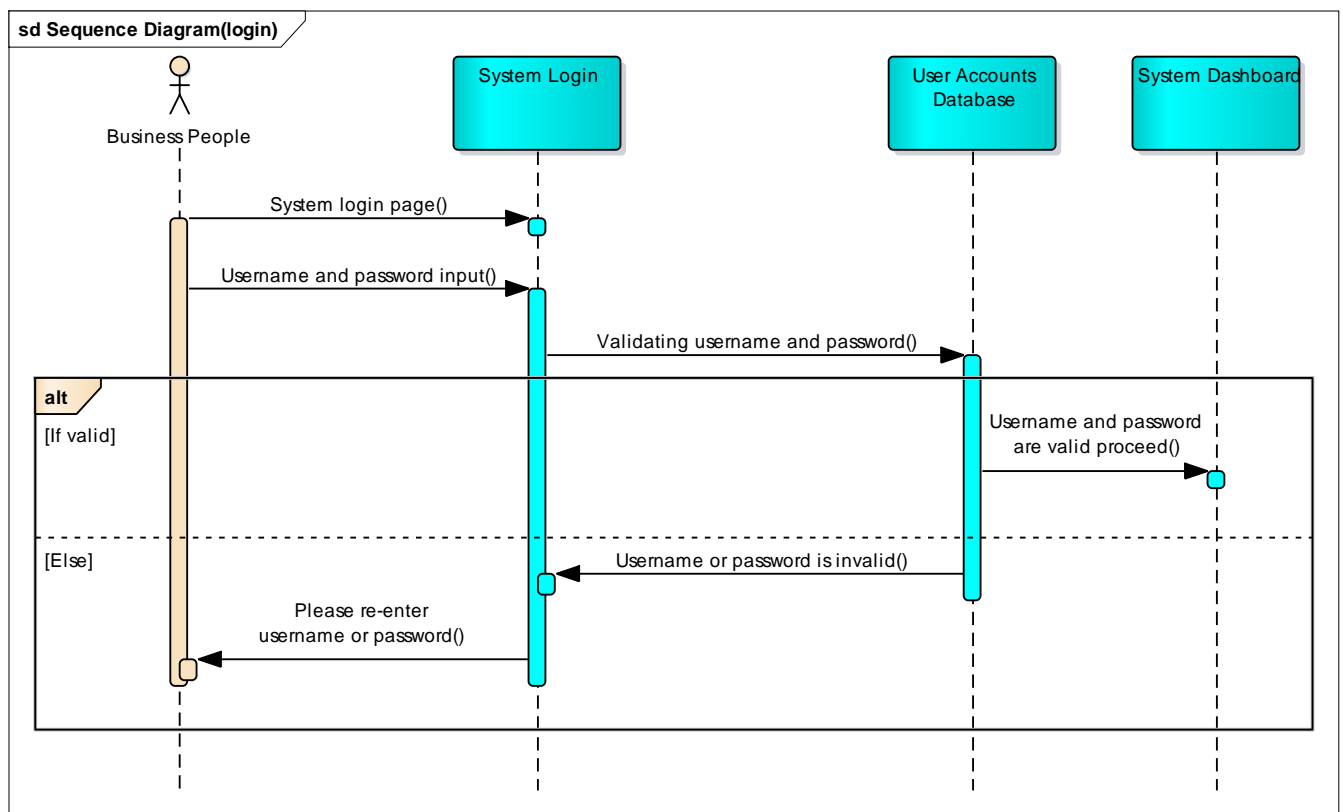 sd Sequence Diagram(login)
Business People
System Login
User Accounts
Database
System Dashboard
System login page()
Username and password input()
Validating username and password()
alt
[If valid]
Username and password
are valid proceed()
[Else]
Username or password is invalid()
Please re-enter
username or password()